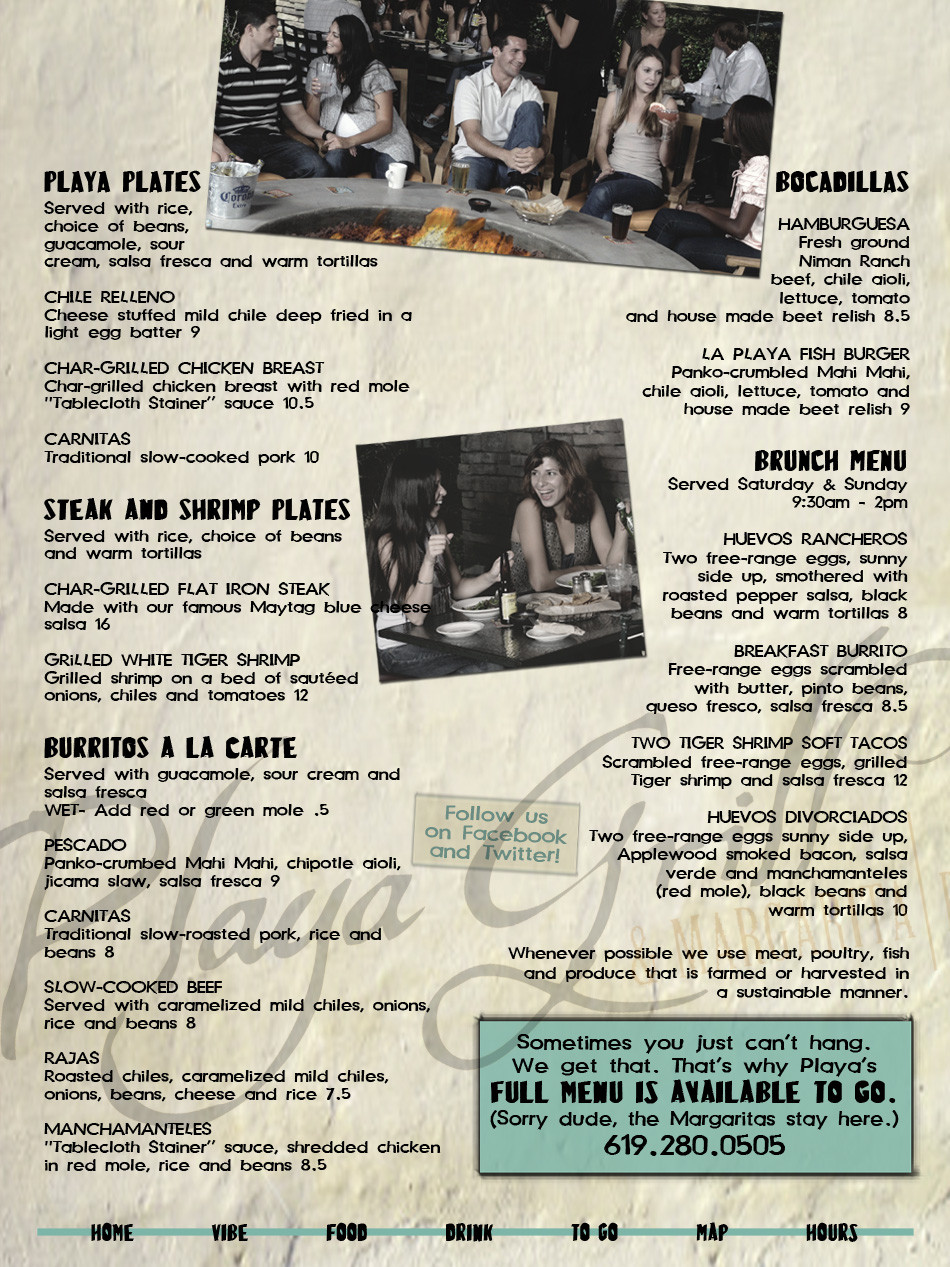 PLAYA PLATES
Served with rice,
choice of beans,
guacamole, sour
cream, salsa fresca and warm tortillas
CHILE RELLENO
Cheese stuffed mild chile deep fried in a
light egg batter 9
CHAR-GRILLED CHICKEN BREAST
Char-grilled chicken breast with red mole
"Tablecloth Stainer" sauce 10.5
CARNITAS
Traditional slow-cooked pork 10
STEAK AND SHRIMP PLATES
Served with rice, choice of beans
and warm tortillas
CHAR-GRILLED FLAT IRON STEAK
Made with our famous Maytag blue cheese
salsa 16
GRiLLED WHITE TIGER SHRIMP
Grilled shrimp on a bed of sautéed
onions, chiles and tomatoes 12
BURRITOS A LA CARTE
Served with guacamole, sour cream and
salsa fresca
WET- Add red or green mole .5
PESCADO
Panko-crumbed Mahi Mahi, chipotle aioli,
jicama slaw, salsa fresca 9
CARNITAS
Traditional slow-roasted pork, rice and
beans 8
SLOW-COOKED BEEF
Served with caramelized mild chiles, onions,
rice and beans 8
RAJAS
Roasted chiles, caramelized mild chiles,
onions, beans, cheese and rice 7.5
MANCHAMANTELES
"Tablecloth Stainer" sauce, shredded chicken
in red mole, rice and beans 8.5
Corona
Extra
Follow us
on Facebook
and Twitter!
Playa Grill
& MARGARITA
BOCADILLAS
HAMBURGUESA
Fresh ground
Niman Ranch
beef, chile aioli,
lettuce, tomato
and house made beet relish 8.5
LA PLAYA FISH BURGER
Panko-crumbled Mahi Mahi,
chile aioli, lettuce, tomato and
house made beet relish 9
BRUNCH MENU
Served Saturday & Sunday
9:30am - 2pm
HUEVOS RANCHEROS
Two free-range eggs, sunny
side up, smothered with
roasted pepper salsa, black
beans and warm tortillas 8
BREAKFAST BURRITO
Free-range eggs scrambled
with butter, pinto beans,
queso fresco, salsa fresca 8.5
TWO TIGER SHRIMP SOFT TACOS
Scrambled free-range eggs, grilled
Tiger shrimp and salsa fresca 12
HUEVOS DIVORCIADOS
Two free-range eggs sunny side up,
Applewood smoked bacon, salsa
verde and manchamanteles
(red mole), black beans and
warm tortillas 10
Whenever possible we use meat, poultry, fish
and produce that is farmed or harvested in
a sustainable manner.
Sometimes you just can't hang.
We get that. That's why Playa's
FULL MENU IS AVAILABLE TO GO.
(Sorry dude, the Margaritas stay here.)
619.280.0505
HOME VIBE FOOD DRINK TO GO MAP HOURS